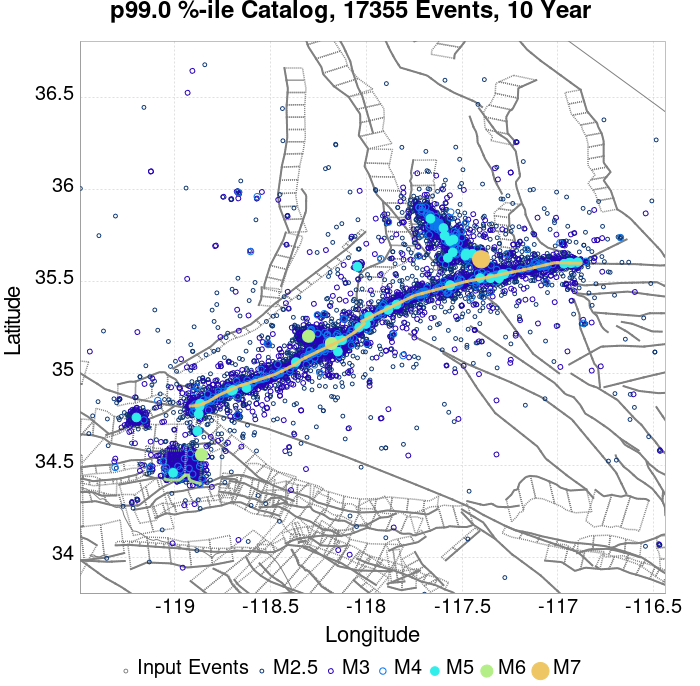 p99.0 %-ile Catalog, 17355 Events, 10 Year
Latitude
36.5
36
35.5
35
34.5
34
-119 -118.5 -118 -117.5 -117 -116.5
Longitude
Input Events M2.5 M3 M4 M5 M6 M7